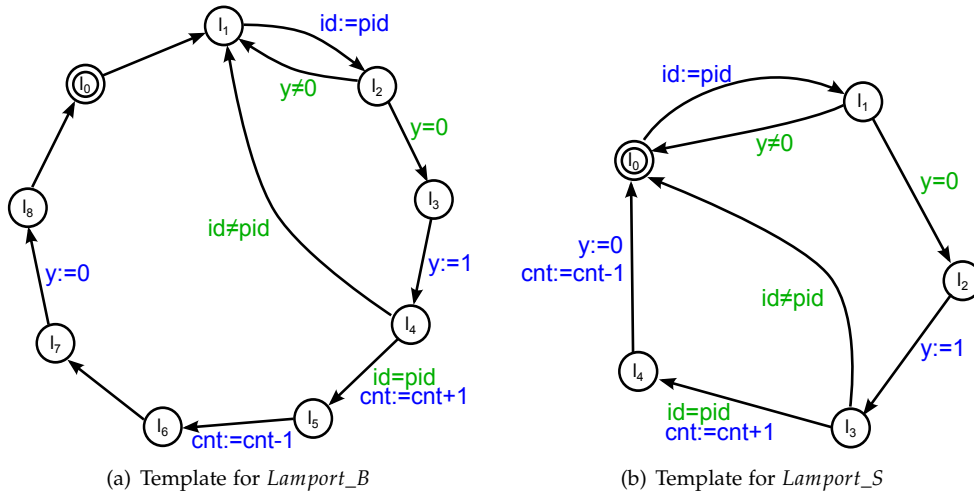 l1
id:=pid
l0
l2
y≠0
y=0
l8
l3
id≠pid
y:=1
y:=0
l4
l7
id=pid
cnt:=cnt+1
l5
l6
cnt:=cnt-1
(a) Template for Lamport_B
id:=pid
l1
l0
y≠0
y=0
y:=0
cnt:=cnt-1
id≠pid
l2
y:=1
l4
id=pid
cnt:=cnt+1
l3
(b) Template for Lamport_S